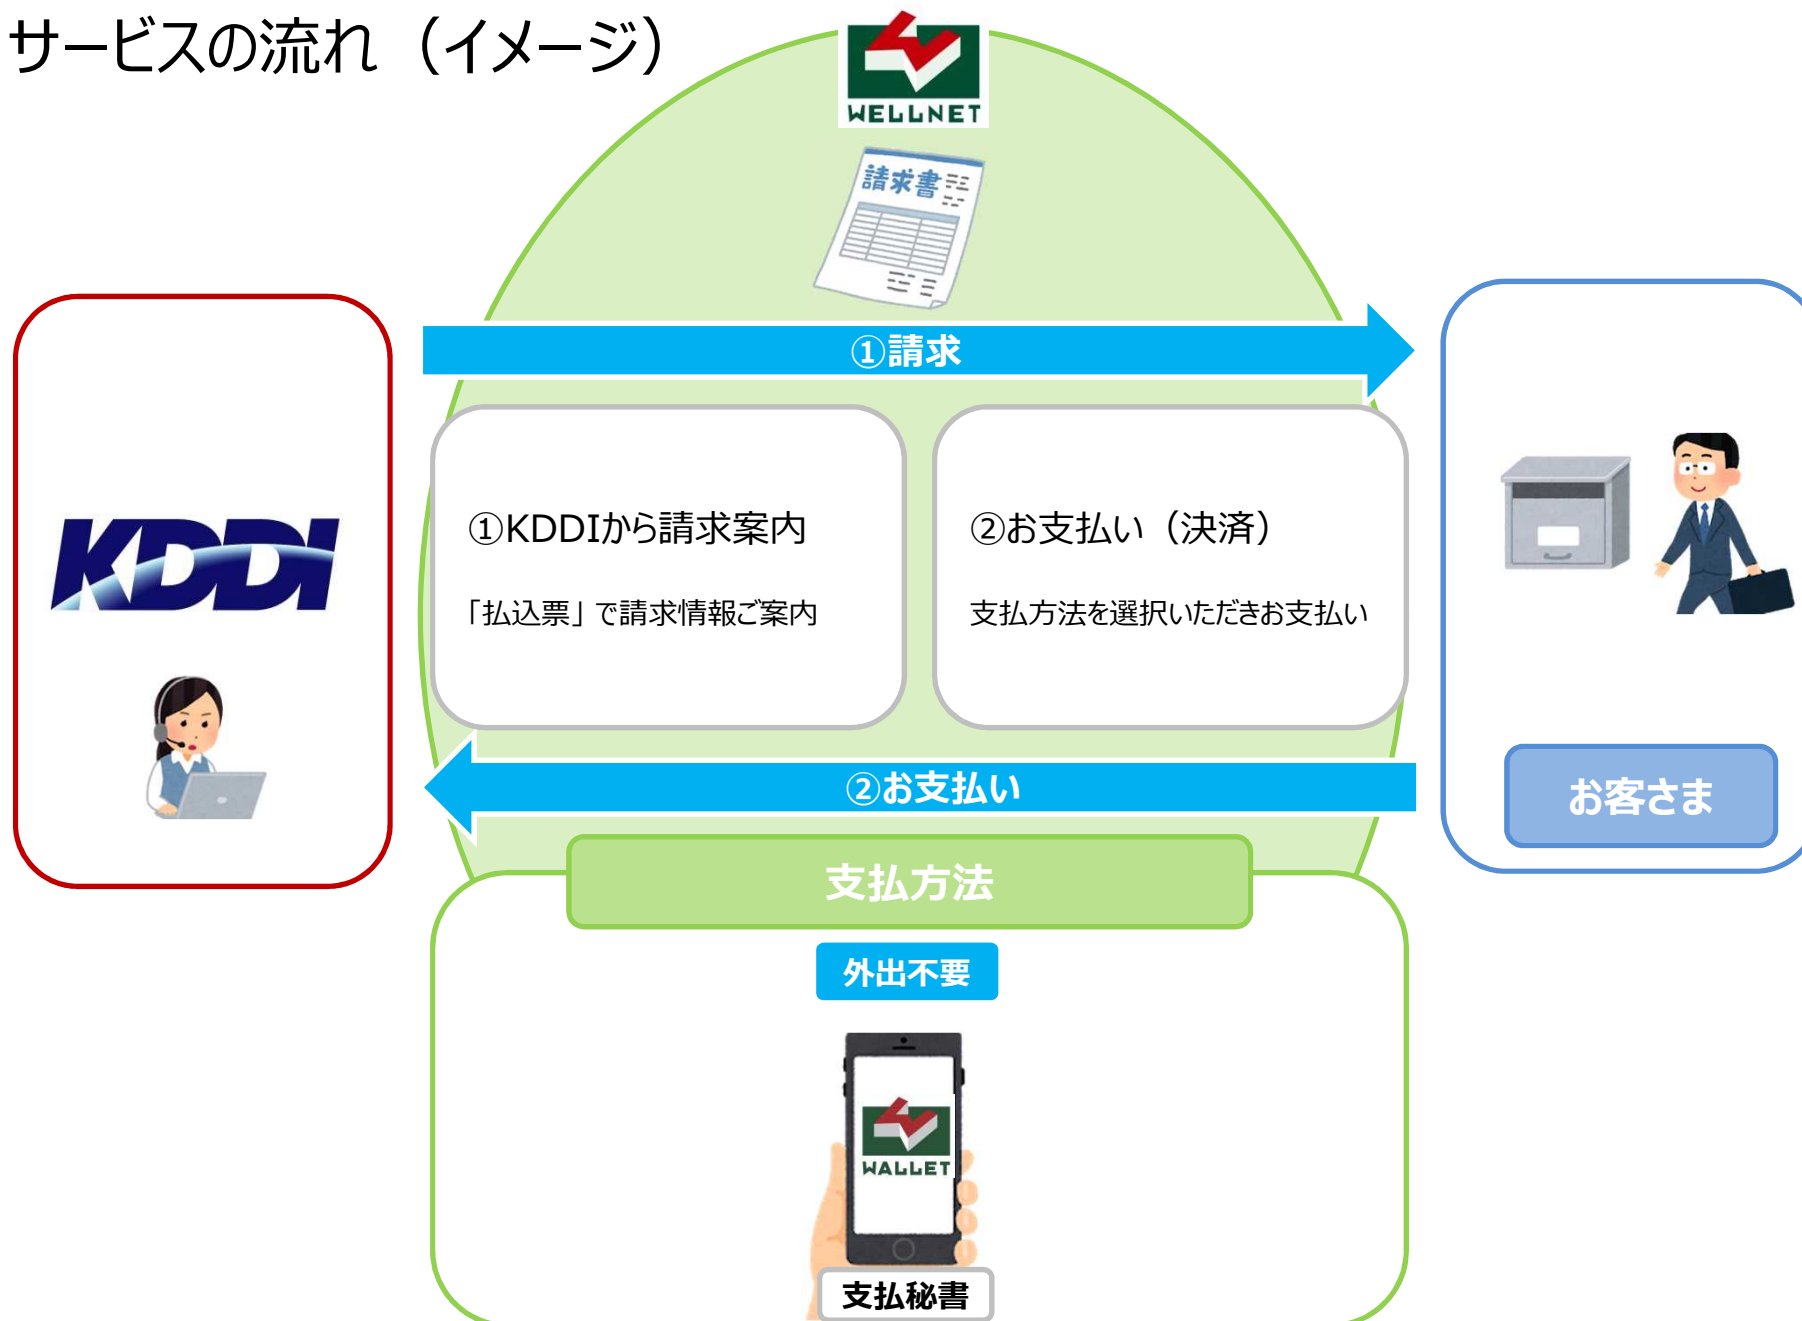 サービスの流れ（イメージ）
WELLNET
請求書
①請求
①KDDIから請求案内
「払込票」で請求情報ご案内
②お支払い（決済）
支払方法を選択いただきお支払い
KDDI
②お支払い
お客さま
支払方法
外出不要
WALLET
支払秘書